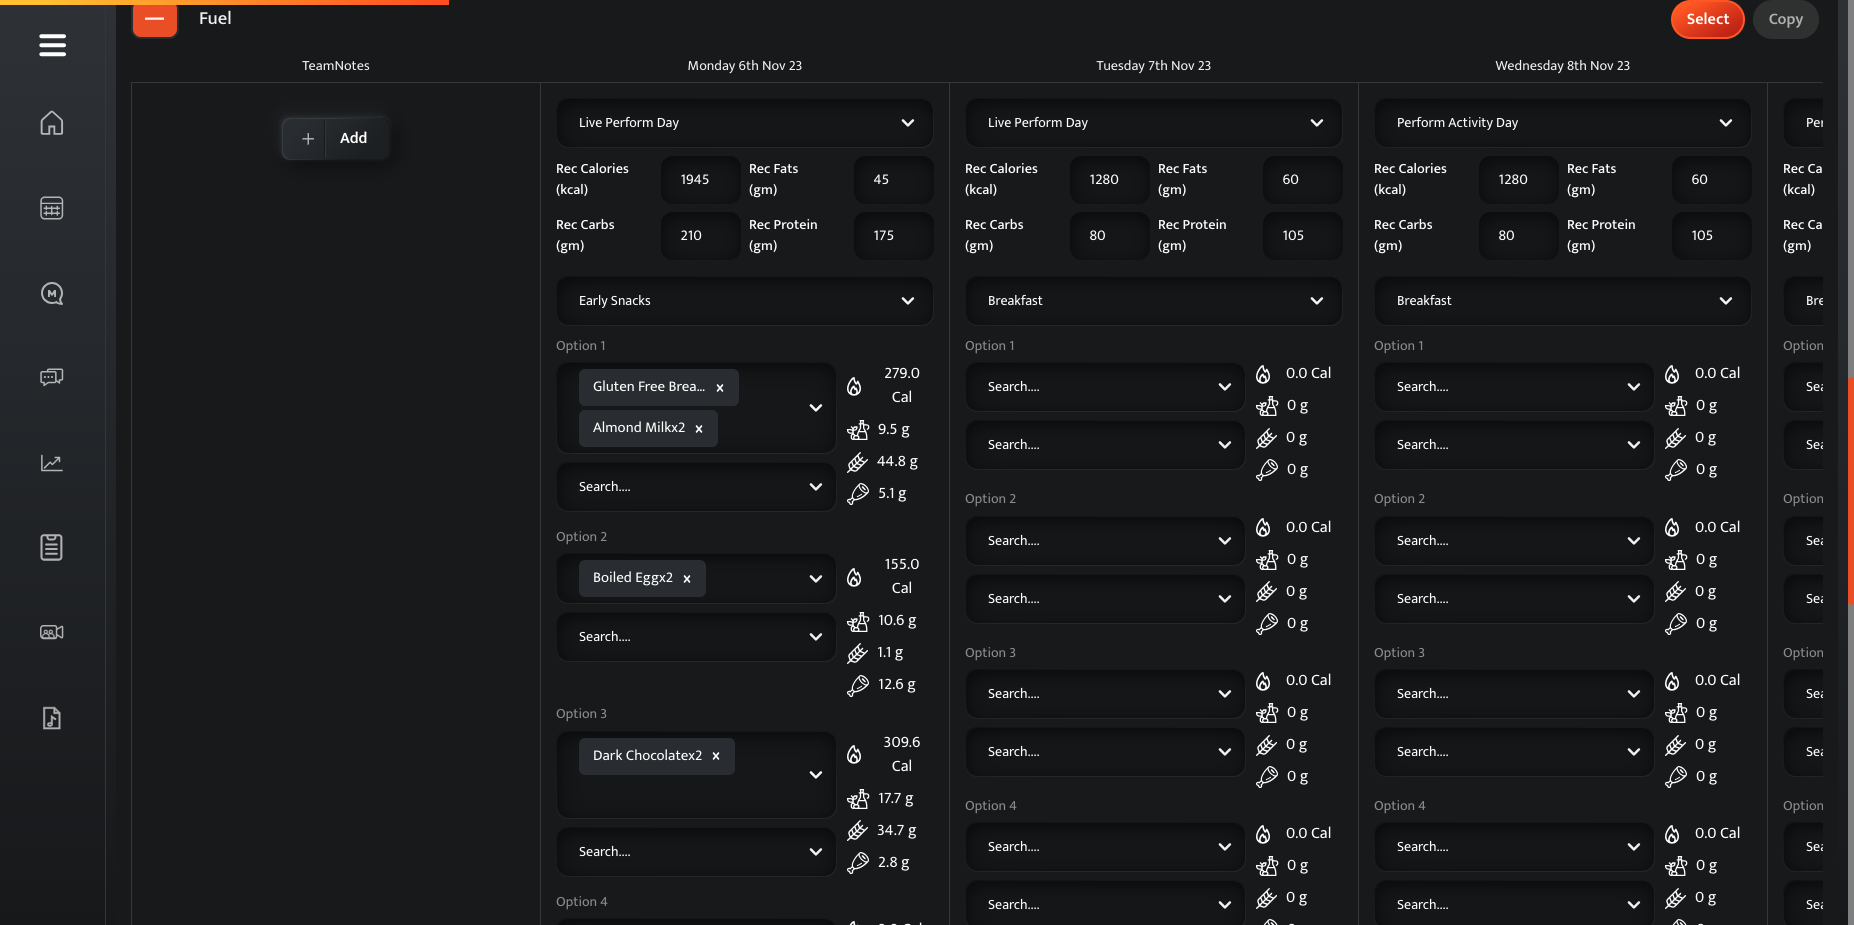 Fuel
Select
Copy
TeamNotes
Monday 6th Nov 23
Tuesday 7th Nov 23
Wednesday 8th Nov 23
Add
Live Perform Day
Rec Calories
(kcal)
1945
Rec Fats
(gm)
45
Rec Carbs
(gm)
210
Rec Protein
(gm)
175
Early Snacks
Option 1
Gluten Free Brea...
Almond Milkx2
Search....
279.0
Cal
9.5 g
44.8 g
5.1 g
Option 2
Boiled Eggx2
Search....
155.0
Cal
10.6 g
1.1 g
12.6 g
Option 3
Dark Chocolatex2
Search....
309.6
Cal
17.7 g
34.7 g
2.8 g
Option 4
Live Perform Day
Rec Calories
(kcal)
1280
Rec Fats
(gm)
60
Rec Carbs
(gm)
80
Rec Protein
(gm)
105
Breakfast
Option 1
Search....
Search....
0.0 Cal
0 g
0 g
0 g
Option 2
Search....
Search....
0.0 Cal
0 g
0 g
0 g
Option 3
Search....
Search....
0.0 Cal
0 g
0 g
0 g
Option 4
Search....
Search....
0.0 Cal
0 g
0 g
Perform Activity Day
Rec Calories
(kcal)
1280
Rec Fats
(gm)
60
Rec Carbs
(gm)
80
Rec Protein
(gm)
105
Breakfast
Option 1
Search....
Search....
0.0 Cal
0 g
0 g
0 g
Option 2
Search....
Search....
0.0 Cal
0 g
0 g
0 g
Option 3
Search....
Search....
0.0 Cal
0 g
0 g
0 g
Option 4
Search....
Search....
0.0 Cal
0 g
0 g
Per
Rec Ca
(kcal)
Rec Ca
(gm)
Bre
Option
Sea
Sea
Option
Sea
Sea
Option
Sea
Sea
Option
Sea
Sea